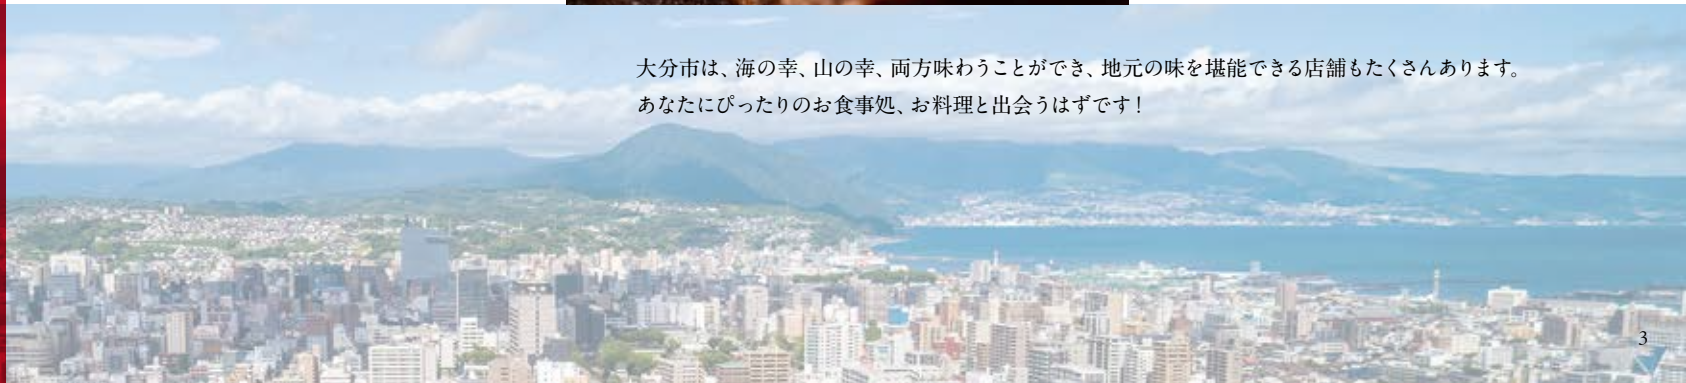 大分市は、海の幸、山の幸、両方味わうことができ、地元の味を堪能できる店舗もたくさんあります。
あなたにぴったりのお食事処、お料理と出会うはずです！
3